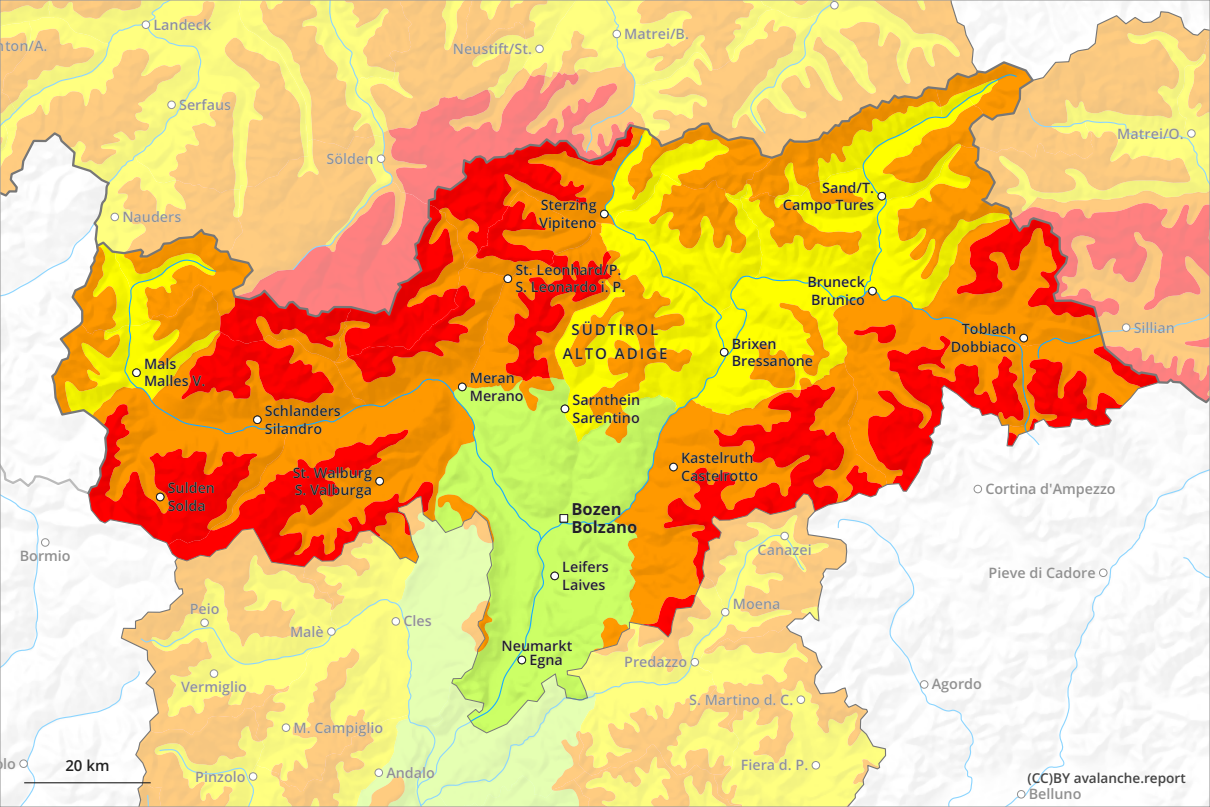 Landeck
nton/A.
Neustift/St.
Matrei/B.
Serfaus
Matrei/O.
Sölden
Sand/T.
Campo Tures
Nauders
Sterzing
Vipiteno
St. Leonhard/P.
S. Leonardo i. P.
Bruneck
Brunico
SÜDTIROL
ALTO ADIGE
Toblach
Dobbiaco
Sillian
Brixen
Bressanone
Mals
Malles V.
Meran
Merano
Sarnthein
Sarentino
Schlanders
Silandro
Kastelruth
Castelrotto
St. Walburg
S. Valburga
Sulden
Solda
Cortina d'Ampezzo
Bozen
Bolzano
Bormio
Canazei
Leifers
Laives
Pieve di Cadore
Peio
Moena
Malè
Cles
Neumarkt
Egna
Predazzo
Vermiglio
Agordo
S. Martino d. C.
M. Campiglio
olo
20 km
Pinzolo
Andalo
Fiera d. P.
(CC)BY avalanche.report
Belluno